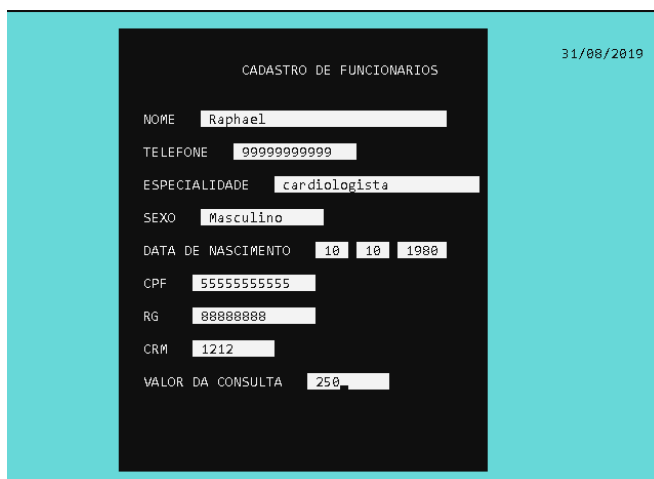 31/08/2019
CADASTRO DE FUNCIONARIOS
NOME Raphael
TELEFONE 99999999999
ESPECIALIDADE cardiologista
SEXO Masculino
DATA DE NASCIMENTO 10 10 1980
CPF 55555555555
RG 88888888
CRM 1212
VALOR DA CONSULTA 250_